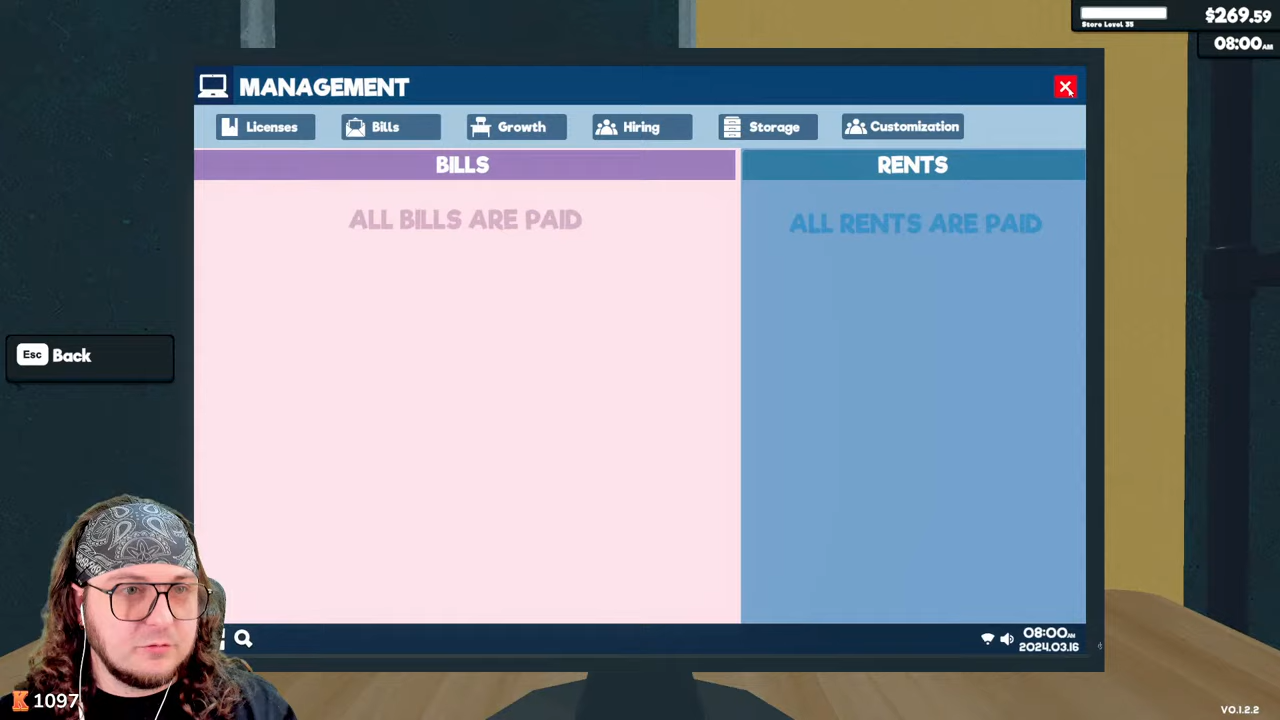 $269.59
Store Level 35
08:00AM
MANAGEMENT
X
Licenses
Bills
Growth
Hiring
Storage
Customization
BILLS
RENTS
ALL BILLS ARE PAID
ALL RENTS ARE PAID
Esc Back
08:00AM
2024.03.16
K 1097
V0.1.2.2